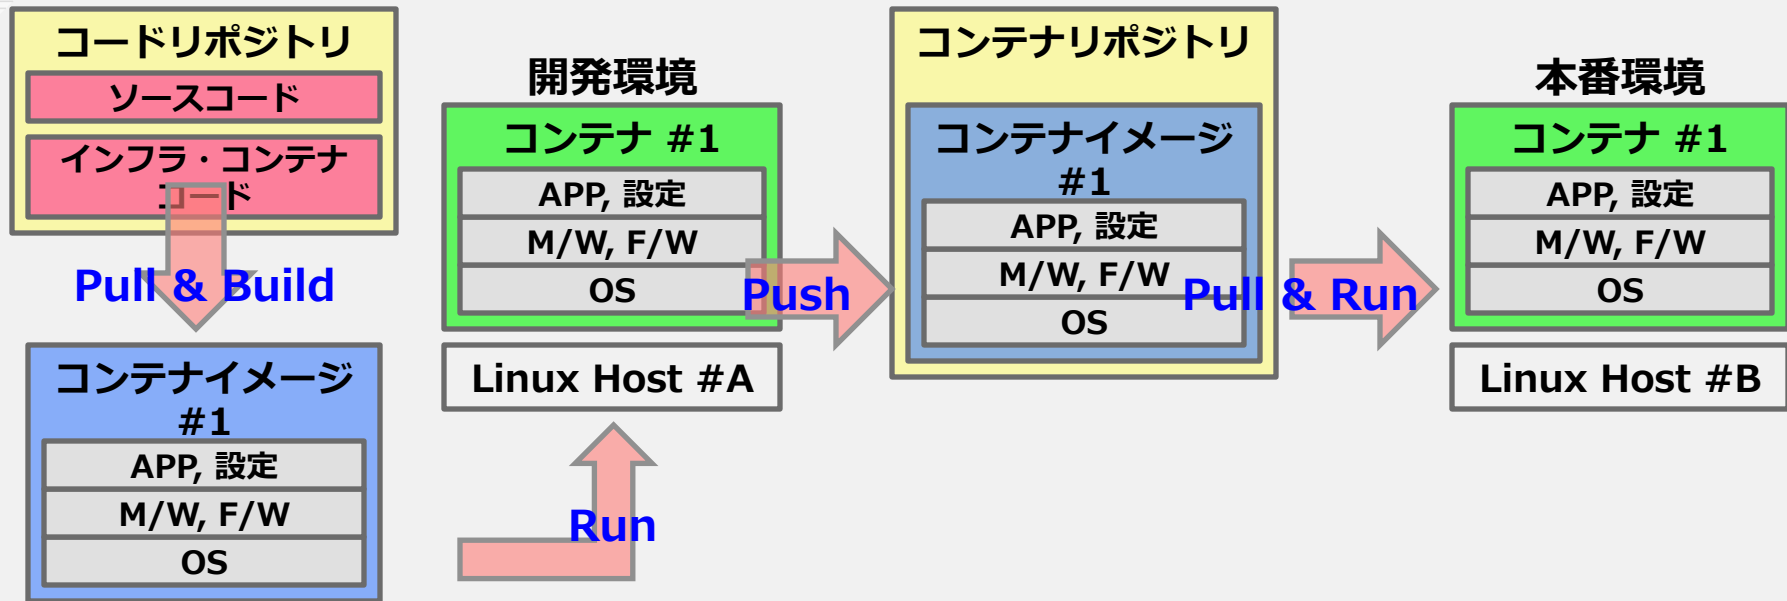 コードリポジトリ
ソースコード
インフラ・コンテナ
コード
Pull & Build
コンテナイメージ
#1
APP, 設定
M/W, F/W
OS
開発環境
コンテナ #1
APP, 設定
M/W, F/W
OS
Linux Host #A
Run
Push
コンテナリポジトリ
コンテナイメージ
#1
APP, 設定
M/W, F/W
OS
Pull & Run
本番環境
コンテナ #1
APP, 設定
M/W, F/W
OS
Linux Host #B